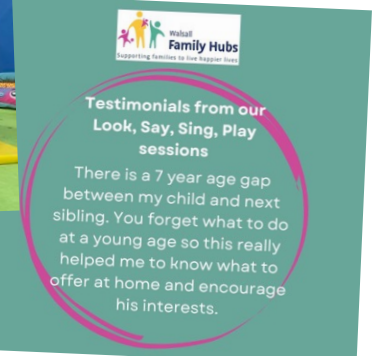 Walsall
Family Hubs
Supporting families to live happier lives
Testimonials from our
Look, Say, Sing, Play
sessions
There is a 7 year age gap
between my child and next
sibling. You forget what to do
at a young age so this really
helped me to know what to
offer at home and encourage
his interests.